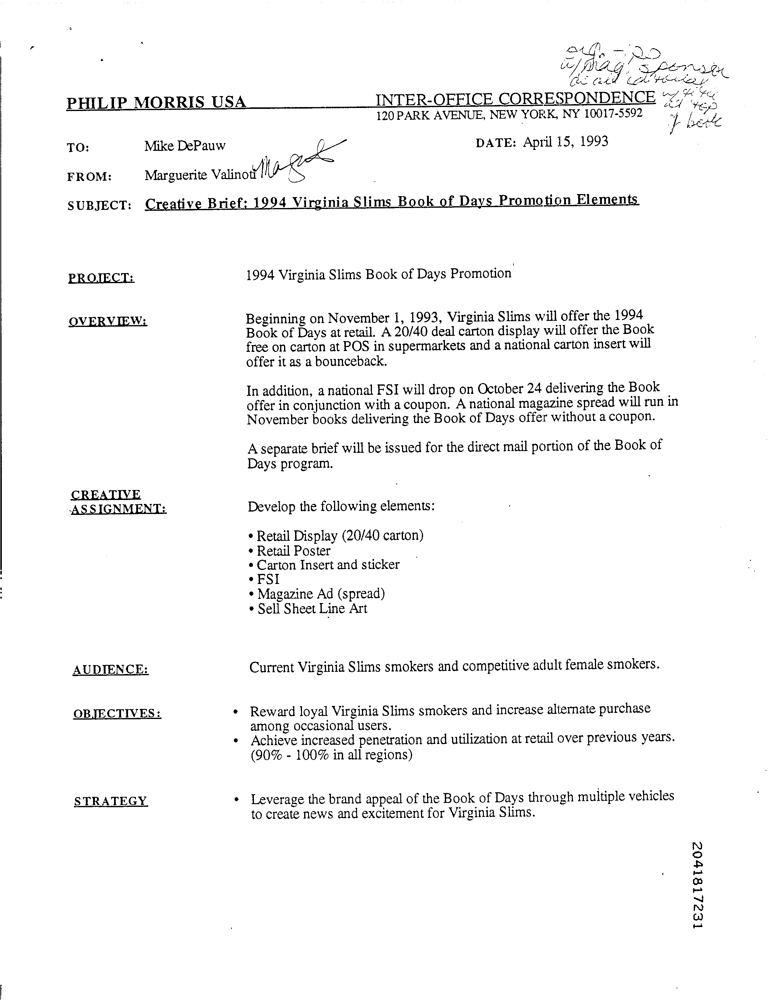 PHILIP MORRIS USA
INTER-OFFICE CORRESPONDENCE
120 PARK AVENUE, NEW YORK, NY 10017-5592
TO: Mike DePauw
DATE: April 15, 1993
FROM: Marguerite Valinoti
SUBJECT: Creative Brief: 1994 Virginia Slims Book of Days Promotion Elements
PROJECT: 1994 Virginia Slims Book of Days Promotion
OVERVIEW: Beginning on November 1, 1993, Virginia Slims will offer the 1994
Book of Days at retail. A 20/40 deal carton display will offer the Book
free on carton at POS in supermarkets and a national carton insert will
offer it as a bounceback.
In addition, a national FSI will drop on October 24 delivering the Book
offer in conjunction with a coupon. A national magazine spread will run in
November books delivering the Book of Days offer without a coupon.
A separate brief will be issued for the direct mail portion of the Book of
Days program.
CREATIVE
ASSIGNMENT: Develop the following elements:
• Retail Display (20/40 carton)
• Retail Poster
• Carton Insert and sticker
• FSI
• Magazine Ad (spread)
• Sell Sheet Line Art
AUDIENCE: Current Virginia Slims smokers and competitive adult female smokers.
OBJECTIVES: • Reward loyal Virginia Slims smokers and increase alternate purchase
among occasional users.
• Achieve increased penetration and utilization at retail over previous years.
(90% - 100% in all regions)
STRATEGY • Leverage the brand appeal of the Book of Days through multiple vehicles
to create news and excitement for Virginia Slims.
2041817231